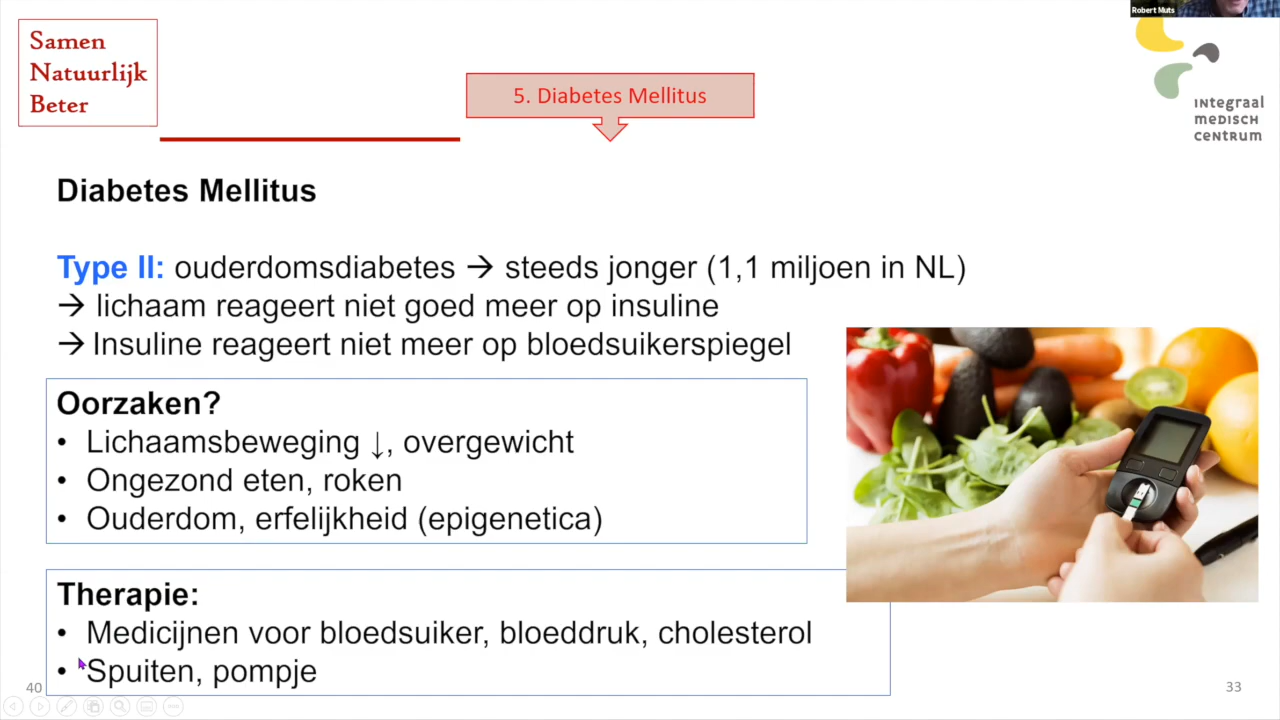 Robert Muts
Samen
Natuurlijk
Beter
5. Diabetes Mellitus
INTEGRAAL
MEDISCH
CENTRUM
Diabetes Mellitus
Type II: ouderdomsdiabetes → steeds jonger (1,1 miljoen in NL)
→ lichaam reageert niet goed meer op insuline
→ Insuline reageert niet meer op bloedsuikerspiegel
Oorzaken?
• Lichaamsbeweging ↓, overgewicht
• Ongezond eten, roken
• Ouderdom, erfelijkheid (epigenetica)
Therapie:
• Medicijnen voor bloedsuiker, bloeddruk, cholesterol
• Spuiten, pompje
40
33